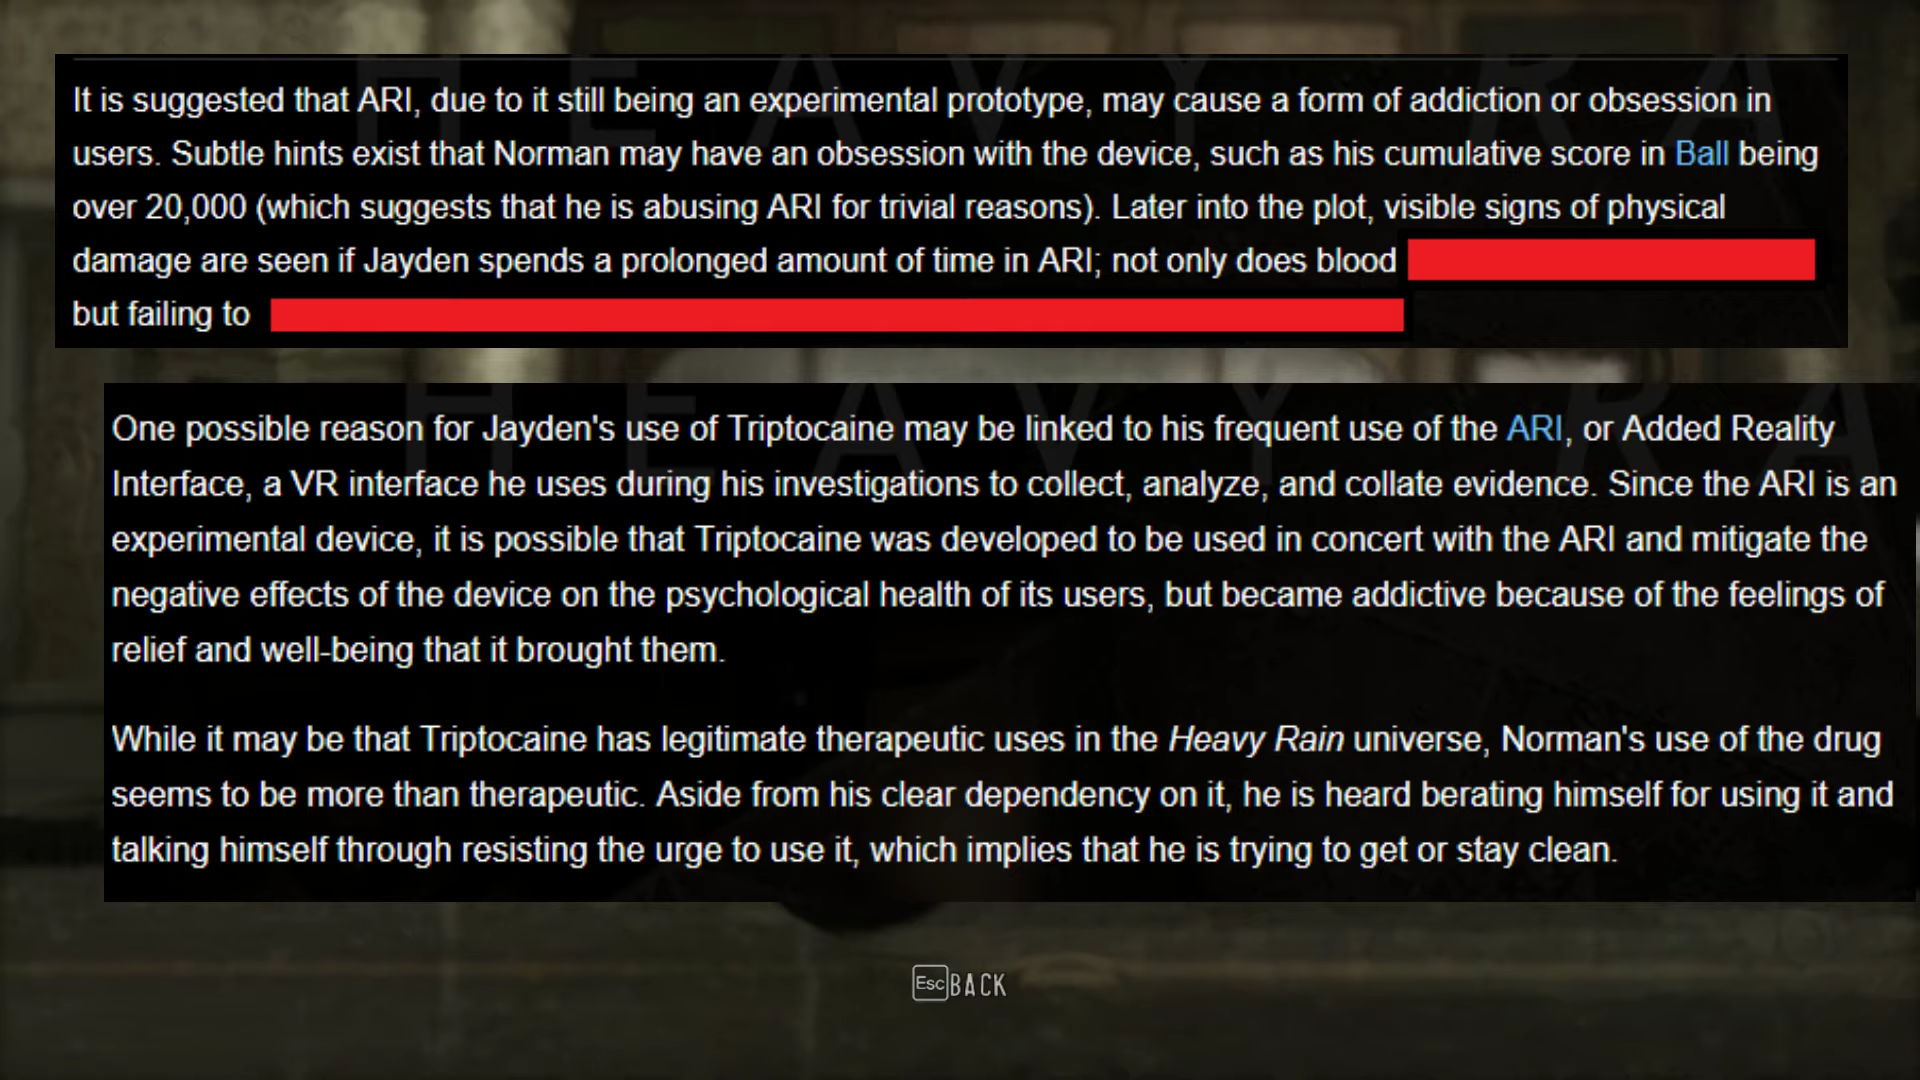 HEAVY RA
It is suggested that ARI, due to it still being an experimental prototype, may cause a form of addiction or obsession in
users. Subtle hints exist that Norman may have an obsession with the device, such as his cumulative score in Ball being
over 20,000 (which suggests that he is abusing ARI for trivial reasons). Later into the plot, visible signs of physical
damage are seen if Jayden spends a prolonged amount of time in ARI; not only does blood
but failing to
HEAVY RA
One possible reason for Jayden's use of Triptocaine may be linked to his frequent use of the ARI, or Added Reality
Interface, a VR interface he uses during his investigations to collect, analyze, and collate evidence. Since the ARI is an
experimental device, it is possible that Triptocaine was developed to be used in concert with the ARI and mitigate the
negative effects of the device on the psychological health of its users, but became addictive because of the feelings of
relief and well-being that it brought them.
While it may be that Triptocaine has legitimate therapeutic uses in the Heavy Rain universe, Norman's use of the drug
seems to be more than therapeutic. Aside from his clear dependency on it, he is heard berating himself for using it and
talking himself through resisting the urge to use it, which implies that he is trying to get or stay clean.
Esc BACK